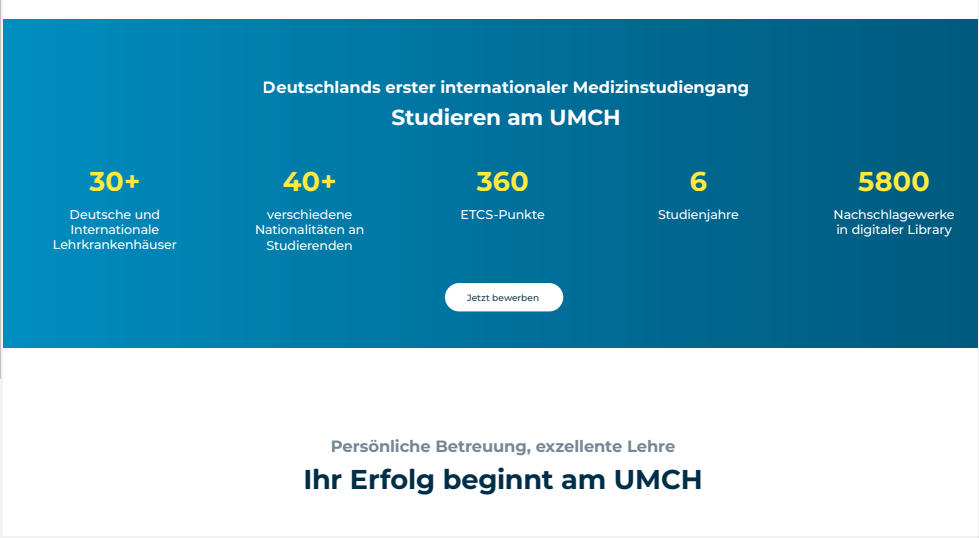 Deutschlands erster internationaler Medizinstudiengang
Studieren am UMCH
30+
Deutsche und
Internationale
Lehrkrankenhäuser
40+
verschiedene
Nationalitäten an
Studierenden
360
ETCS-Punkte
6
Studienjahre
5800
Nachschlagewerke
in digitaler Library
Jetzt bewerben
Persönliche Betreuung, exzellente Lehre
Ihr Erfolg beginnt am UMCH